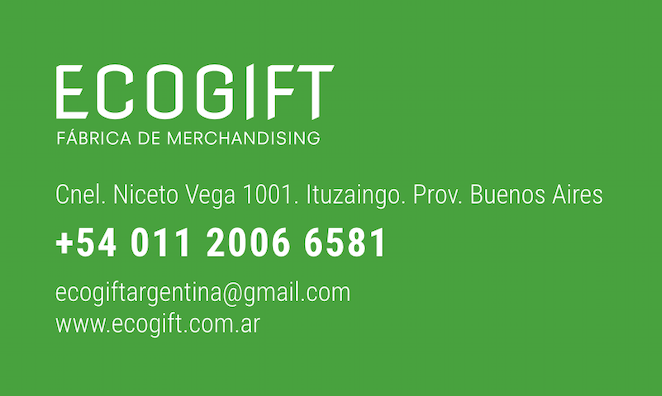 ECOGIFT
FÁBRICA DE MERCHANDISING
Cnel. Niceto Vega 1001. Ituzaingo. Prov. Buenos Aires
+54 011 2006 6581
ecogiftargentina@gmail.com
www.ecogift.com.ar